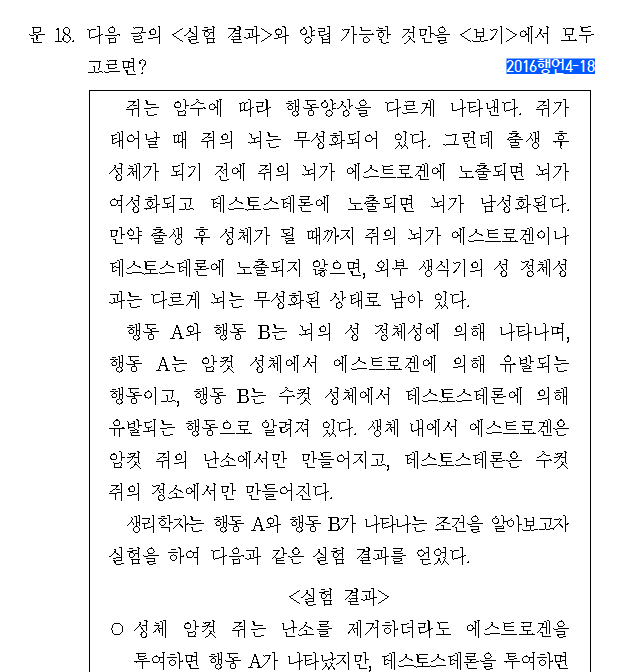 문 18. 다음 글의 <실험 결과>와 양립 가능한 것만을 <보기>에서 모두
고르면?
2016행언4-18
쥐는 암수에 따라 행동양상을 다르게 나타낸다. 쥐가
태어날 때 쥐의 뇌는 무성화되어 있다. 그런데 출생 후
성체가 되기 전에 쥐의 뇌가 에스트로겐에 노출되면 뇌가
여성화되고 테스토스테론에 노출되면 뇌가 남성화된다.
만약 출생 후 성체가 될 때까지 쥐의 뇌가 에스트로겐이나
테스토스테론에 노출되지 않으면, 외부 생식기의 성 정체성
과는 다르게 뇌는 무성화된 상태로 남아 있다.
행동 A와 행동 B는 뇌의 성 정체성에 의해 나타나며,
행동 A는 암컷 성체에서 에스트로겐에 의해 유발되는
행동이고, 행동 B는 수컷 성체에서 테스토스테론에 의해
유발되는 행동으로 알려져 있다. 생체 내에서 에스트로겐은
암컷 쥐의 난소에서만 만들어지고, 테스토스테론은 수컷
쥐의 정소에서만 만들어진다.
생리학자는 행동 A와 행동 B가 나타나는 조건을 알아보고자
실험을 하여 다음과 같은 실험 결과를 얻었다.
<실험 결과>
○ 성체 암컷 쥐는 난소를 제거하더라도 에스트로겐을
투여하면 행동 A가 나타났지만, 테스토스테론을 투여하면